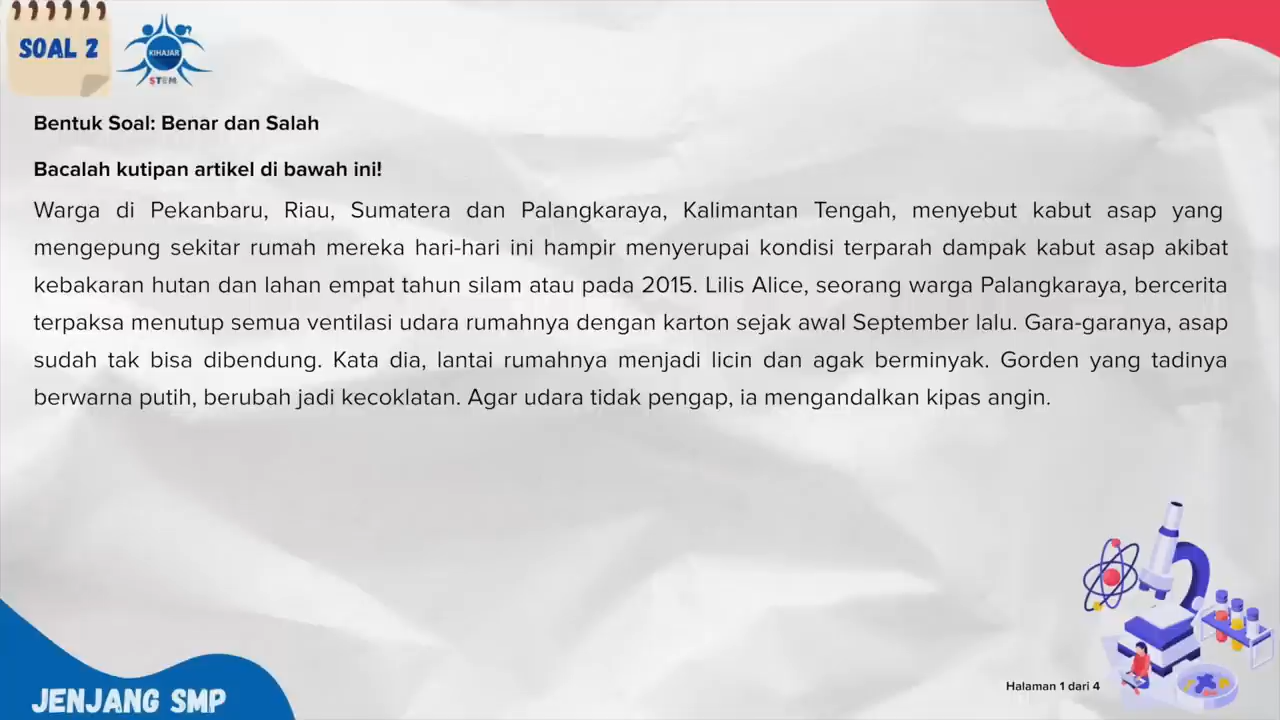 SOAL 2
KIHAJAR
STEM
Bentuk Soal: Benar dan Salah
Bacalah kutipan artikel di bawah ini!
Warga di Pekanbaru, Riau, Sumatera dan Palangkaraya, Kalimantan Tengah, menyebut kabut asap yang
mengepung sekitar rumah mereka hari-hari ini hampir menyerupai kondisi terparah dampak kabut asap akibat
kebakaran hutan dan lahan empat tahun silam atau pada 2015. Lilis Alice, seorang warga Palangkaraya, bercerita
terpaksa menutup semua ventilasi udara rumahnya dengan karton sejak awal September lalu. Gara-garanya, asap
sudah tak bisa dibendung. Kata dia, lantai rumahnya menjadi licin dan agak berminyak. Gorden yang tadinya
berwarna putih, berubah jadi kecoklatan. Agar udara tidak pengap, ia mengandalkan kipas angin.
Halaman 1 dari 4
JENJANG SMP